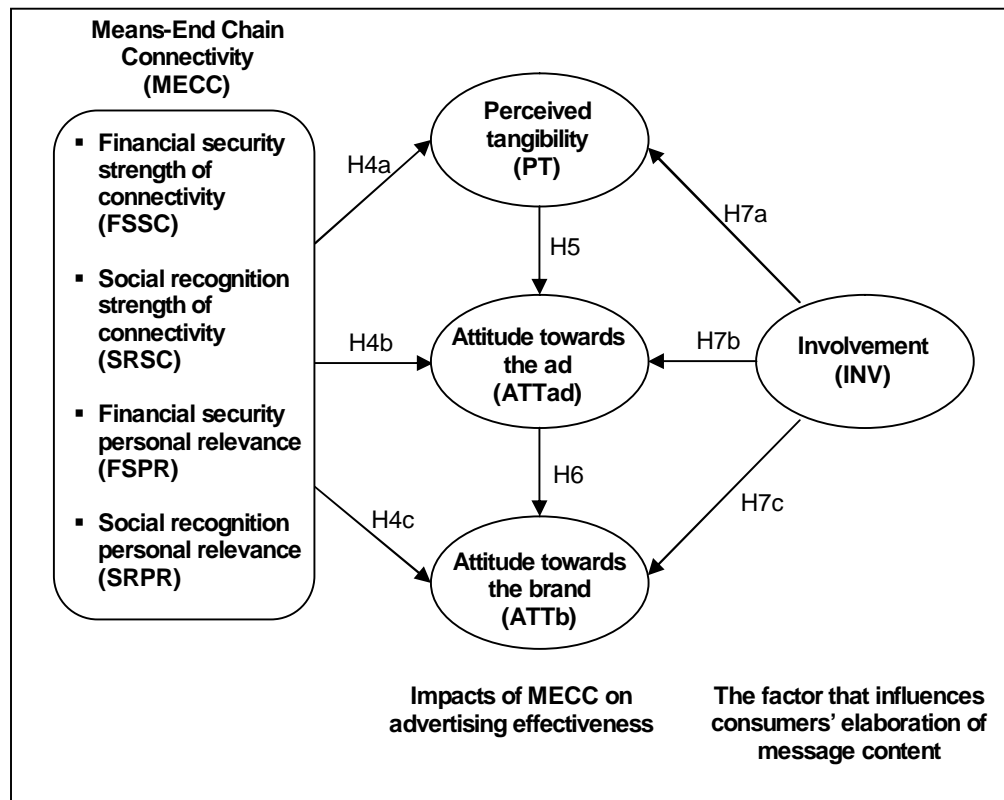 Means-End Chain
Connectivity
(MECC)
▪ Financial security
strength of
connectivity
(FSSC)
▪ Social recognition
strength of
connectivity
(SRSC)
▪ Financial security
personal relevance
(FSPR)
▪ Social recognition
personal relevance
(SRPR)
H4a
H4b
H4c
Perceived
tangibility
(PT)
H5
Attitude towards
the ad
(ATTad)
H6
Attitude towards
the brand
(ATTb)
H7a
H7b
H7c
Involvement
(INV)
Impacts of MECC on
advertising effectiveness
The factor that influences
consumers’ elaboration of
message content